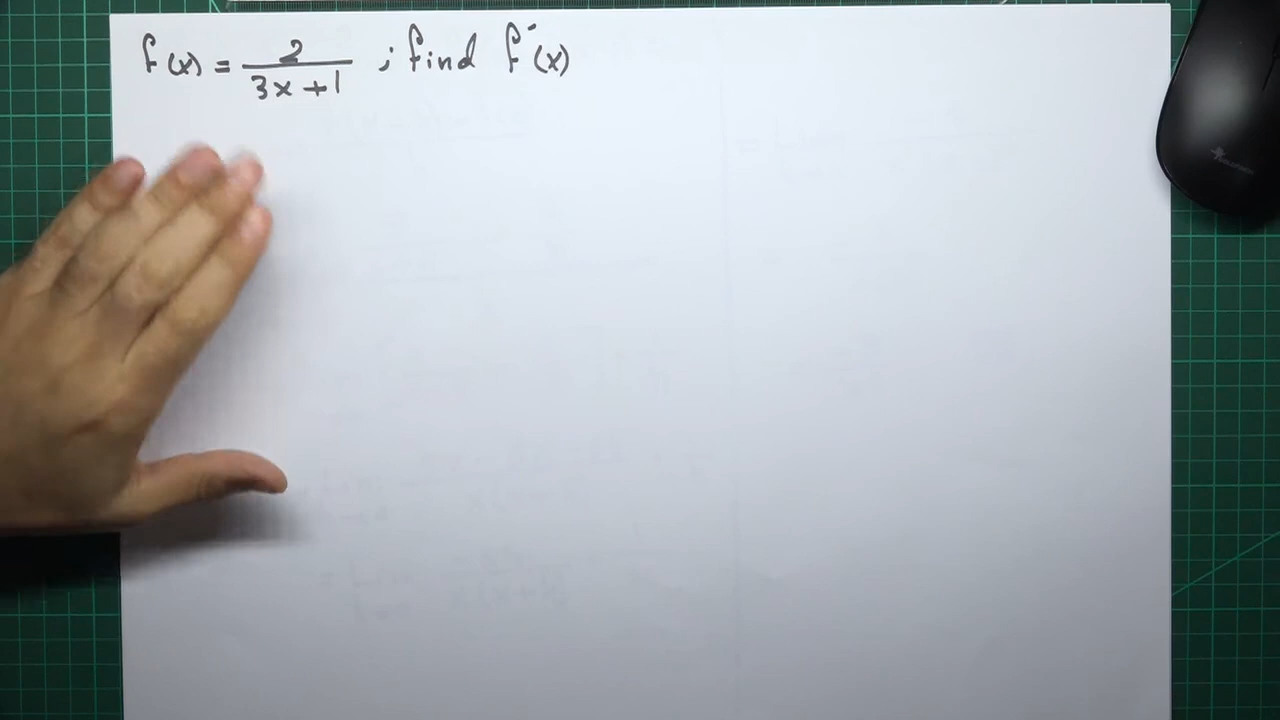 f(x) = 2/(3x+1) ; find f'(x)